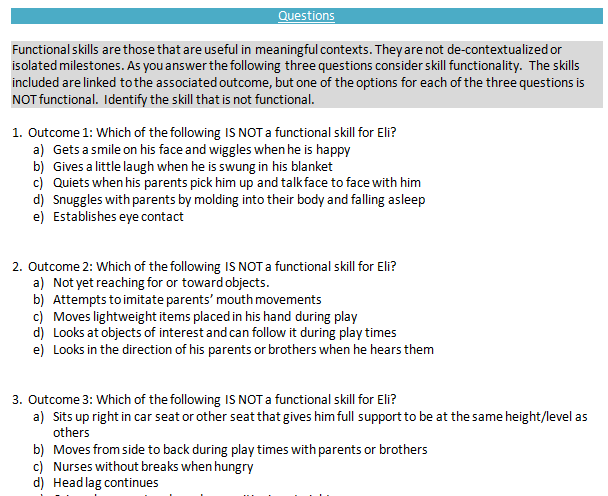 Questions
Functional skills are those that are useful in meaningful contexts. They are not de-contextualized or
isolated milestones. As you answer the following three questions consider skill functionality. The skills
included are linked to the associated outcome, but one of the options for each of the three questions is
NOT functional. Identify the skill that is not functional.
1. Outcome 1: Which of the following IS NOT a functional skill for Eli?
a) Gets a smile on his face and wiggles when he is happy
b) Gives a little laugh when he is swung in his blanket
c) Quiets when his parents pick him up and talk face to face with him
d) Snuggles with parents by molding into their body and falling asleep
e) Establishes eye contact
2. Outcome 2: Which of the following IS NOT a functional skill for Eli?
a) Not yet reaching for or toward objects.
b) Attempts to imitate parents' mouth movements
c) Moves lightweight items placed in his hand during play
d) Looks at objects of interest and can follow it during play times
e) Looks in the direction of his parents or brothers when he hears them
3. Outcome 3: Which of the following IS NOT a functional skill for Eli?
a) Sits up right in car seat or other seat that gives him full support to be at the same height/level as
others
b) Moves from side to back during play times with parents or brothers
c) Nurses without breaks when hungry
d) Head lag continues